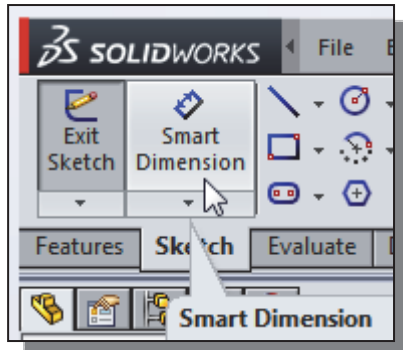 SOLIDWORKS File
Exit Sketch
Smart Dimension
Features Sketch Evaluate
Smart Dimension